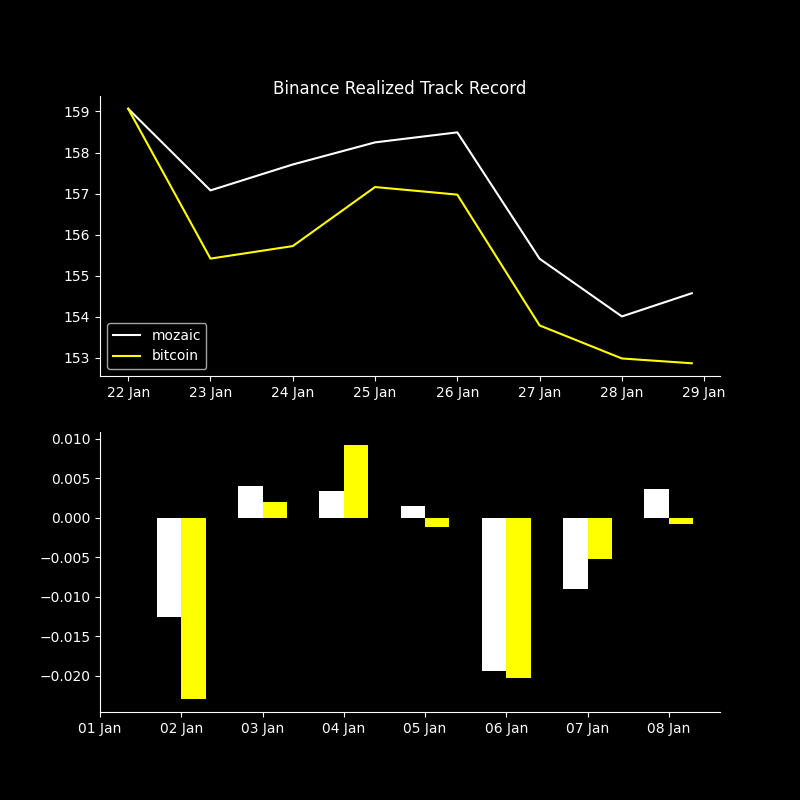 Binance Realized Track Record
159
158
157
156
155
154
153
mozaic
bitcoin
22 Jan 23 Jan 24 Jan 25 Jan 26 Jan 27 Jan 28 Jan 29 Jan
0.010
0.005
0.000
−0.005
−0.010
−0.015
−0.020
01 Jan 02 Jan 03 Jan 04 Jan 05 Jan 06 Jan 07 Jan 08 Jan